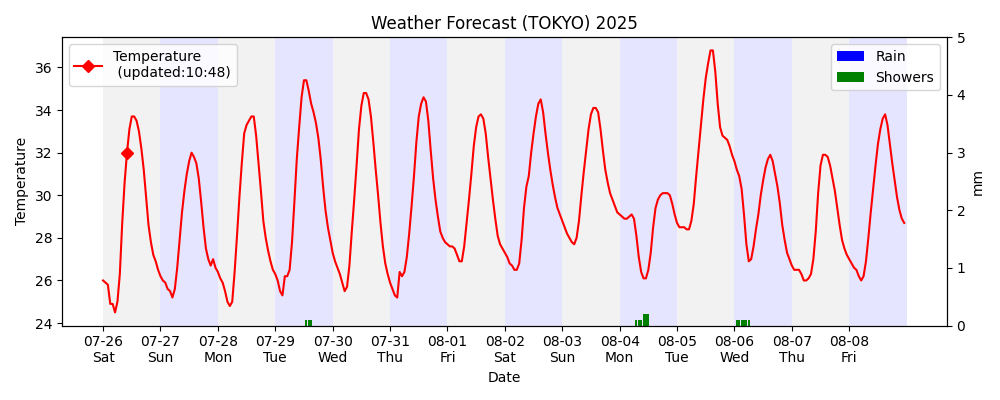 Weather Forecast (TOKYO) 2025
Temperature
(updated:10:48)
Rain
Showers
Temperature
36
34
32
30
28
26
24
5
4
3
2
1
0
mm
07-26 07-27 07-28 07-29 07-30 07-31 08-01 08-02 08-03 08-04 08-05 08-06 08-07 08-08
Sat Sun Mon Tue Wed Thu Fri Sat Sun Mon Tue Wed Thu Fri
Date